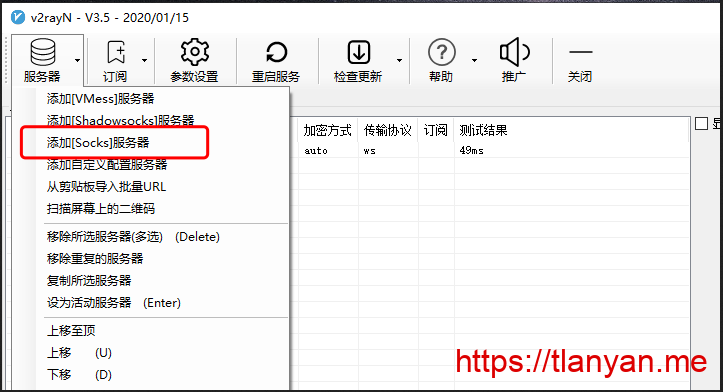 v2rayN - V3.5 - 2020/01/15
服务器 订阅 参数设置 重启服务 检查更新 帮助 推广 关闭
添加[VMess]服务器
添加[Shadowsocks]服务器
添加[Socks]服务器
添加自定义配置服务器
从剪贴板导入批量URL
扫描屏幕上的二维码
移除所选服务器(多选) (Delete)
移除重复的服务器
复制所选服务器
设为活动服务器 (Enter)
上移至顶
上移 (U)
下移 (D)
加密方式 传输协议 订阅 测试结果
auto ws 49ms
https://tlanyan.me